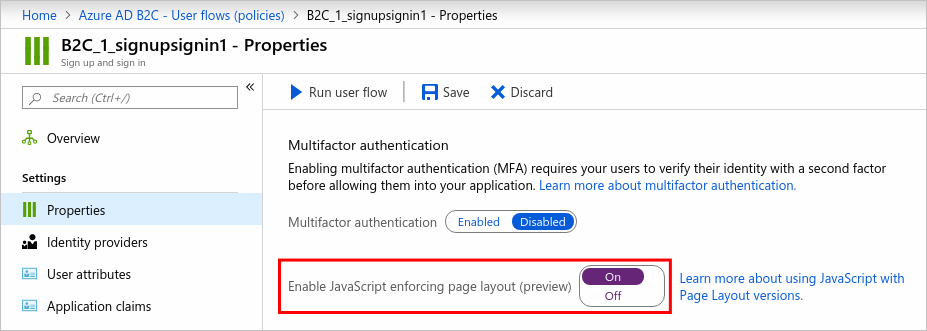 Home > Azure AD B2C - User flows (policies) > B2C_1_signupsignin1 - Properties
B2C_1_signupsignin1 - Properties
Sign up and sign in
Search (Ctrl+/)
«
Overview
Settings
Properties
Identity providers
User attributes
Application claims
Run user flow
Save
Discard
Multifactor authentication
Enabling multifactor authentication (MFA) requires your users to verify their identity with a second factor
before allowing them into your application. Learn more about multifactor authentication.
Multifactor authentication Enabled Disabled
Enable JavaScript enforcing page layout (preview) On
Off
Learn more about using JavaScript with
Page Layout versions.